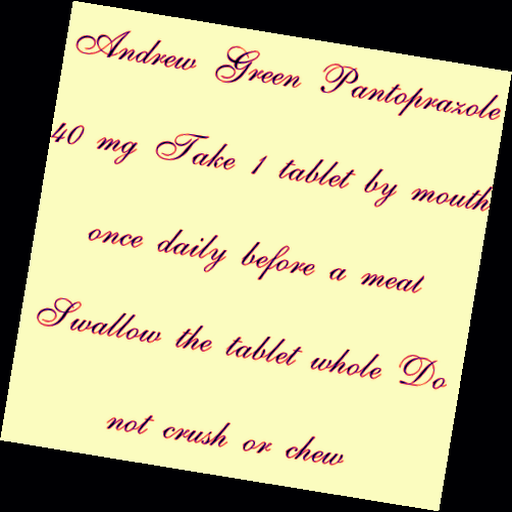 Andrew Green Pantoprazole
40 mg Take 1 tablet by mouth
once daily before a meal
Swallow the tablet whole Do
not crush or chew